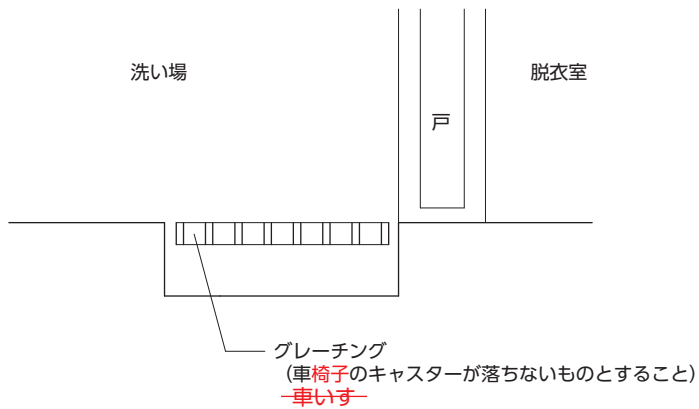 洗い場
脱衣室
戸
グレーチング
（車椅子のキャスターが落ちないものとすること）
車いす